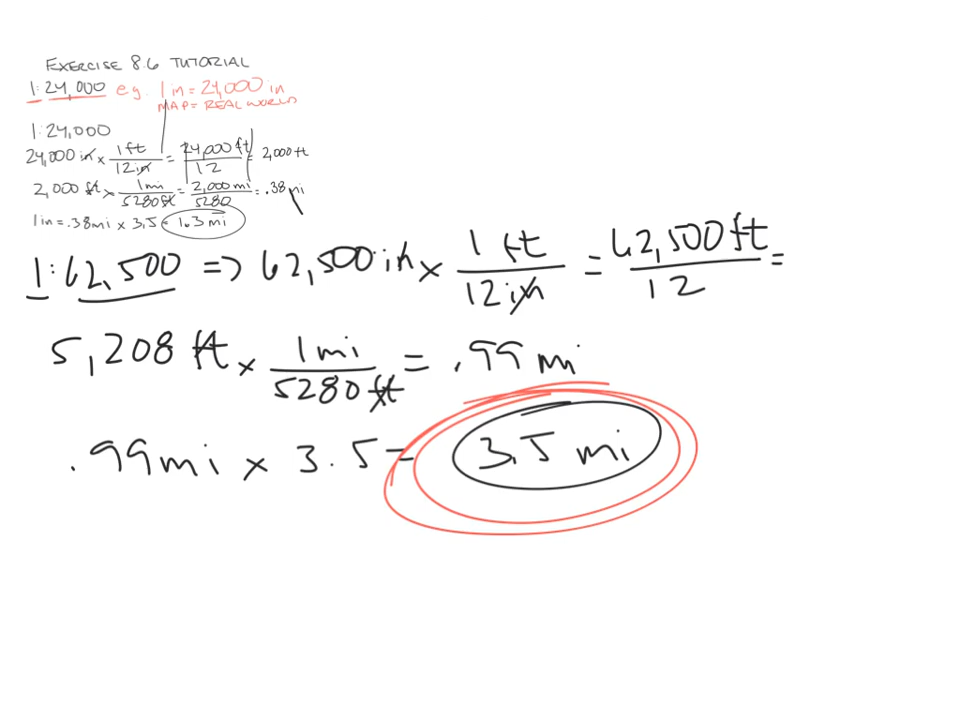 EXERCISE 8.6 TUTORIAL
1:24,000 e.g. 1 in = 24,000 in
MAP = REAL WORLD
1:24,000
24,000 in × 1 ft / 12 in = 24,000 ft / 12 = 2,000 ft
2,000 ft × 1 mi / 5280 ft = 2,000 mi / 5280 = .38 mi
1 in = .38 mi × 3.5 = 1.3 mi
1:62,500 => 62,500 in × 1 ft / 12 in = 62,500 ft / 12 =
5,208 ft × 1 mi / 5280 ft = .99 mi
.99 mi × 3.5 = 3.5 mi